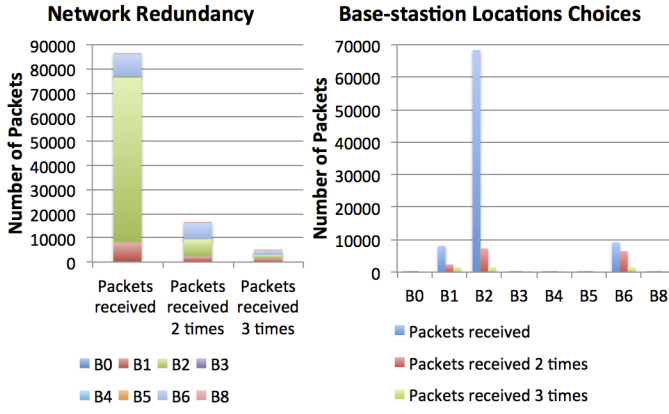 Network Redundancy
Number of Packets
90000
80000
70000
60000
50000
40000
30000
20000
10000
0
Packets received
Packets received 2 times
Packets received 3 times
B0 B1 B2 B3
B4 B5 B6 B8
Base-stastion Locations Choices
Number of Packets
70000
60000
50000
40000
30000
20000
10000
0
B0 B1 B2 B3 B4 B5 B6 B8
Packets received
Packets received 2 times
Packets received 3 times